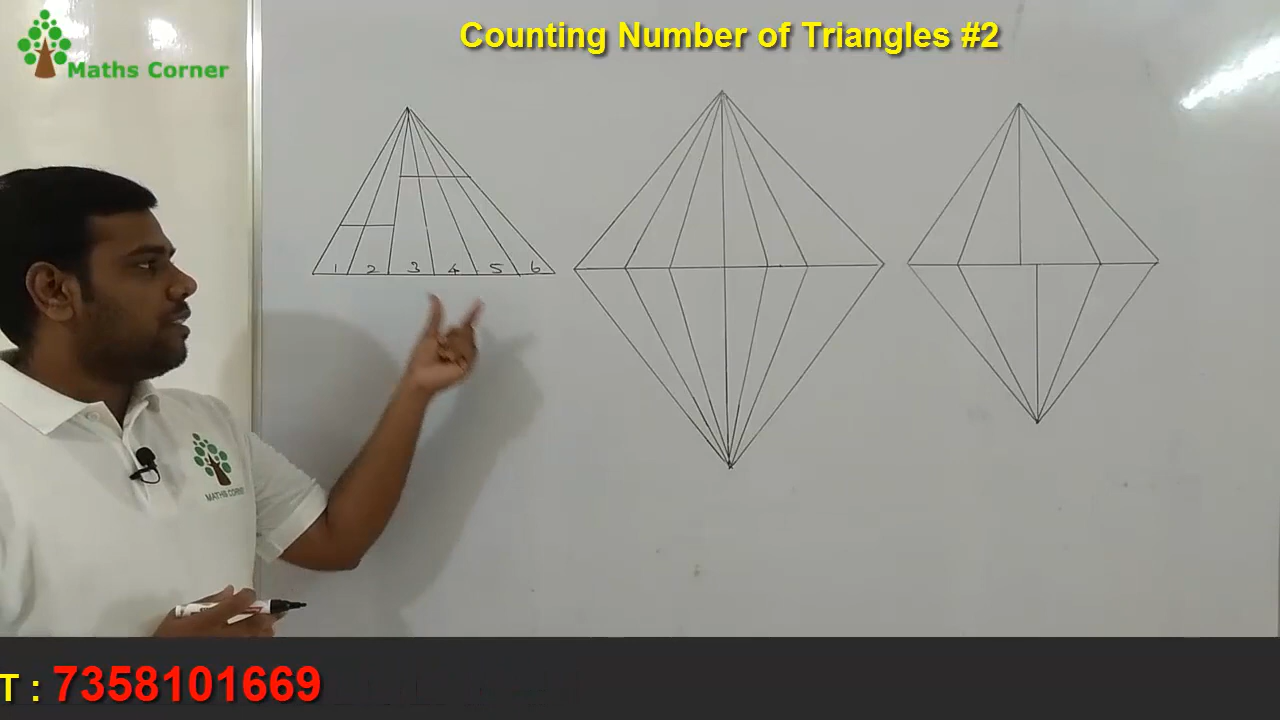 Counting Number of Triangles #2
Maths Corner
1 2 3 4 5 6
MATHS CORNER
T : 7358101669